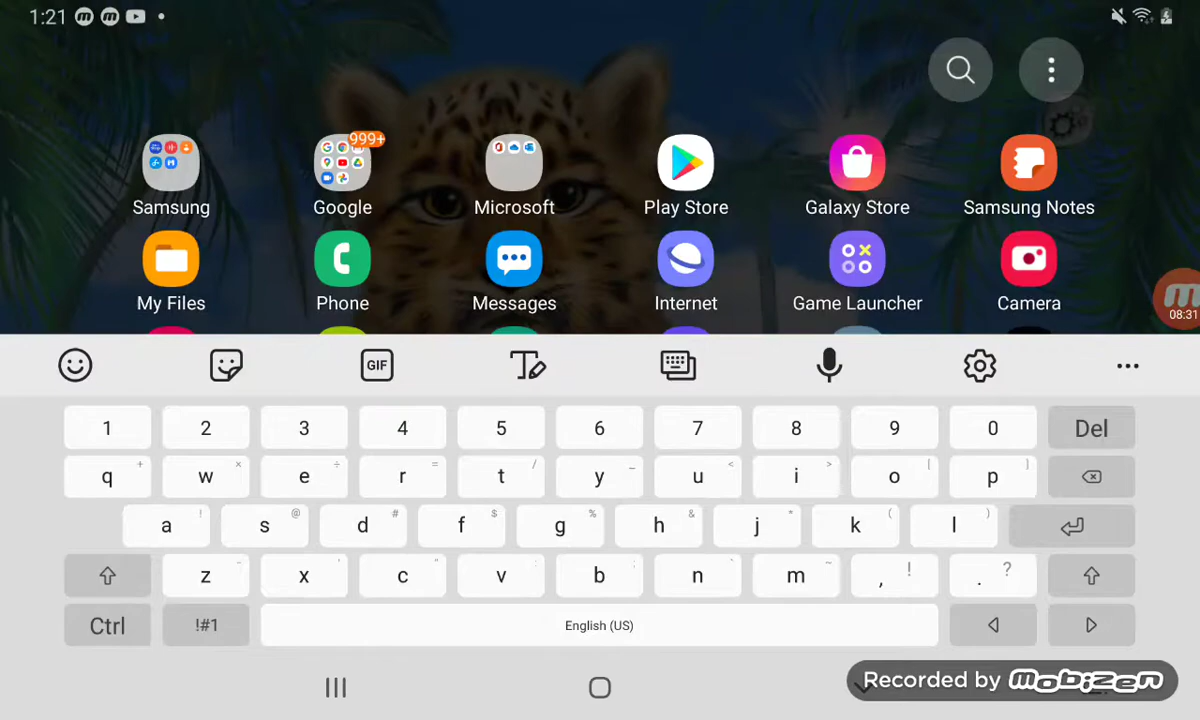 1:21
999+
Samsung Google Microsoft Play Store Galaxy Store Samsung Notes
My Files Phone Messages Internet Game Launcher Camera
08:31
GIF
1 2 3 4 5 6 7 8 9 0 Del
q + w × e ÷ r = t / y _ u < i > o [ p ]
a ! s @ d # f $ g % h & j * k ( l )
z - x ' c " v : b ; n ` m ~ , ! . ?
Ctrl !#1 English (US)
Recorded by mobizen